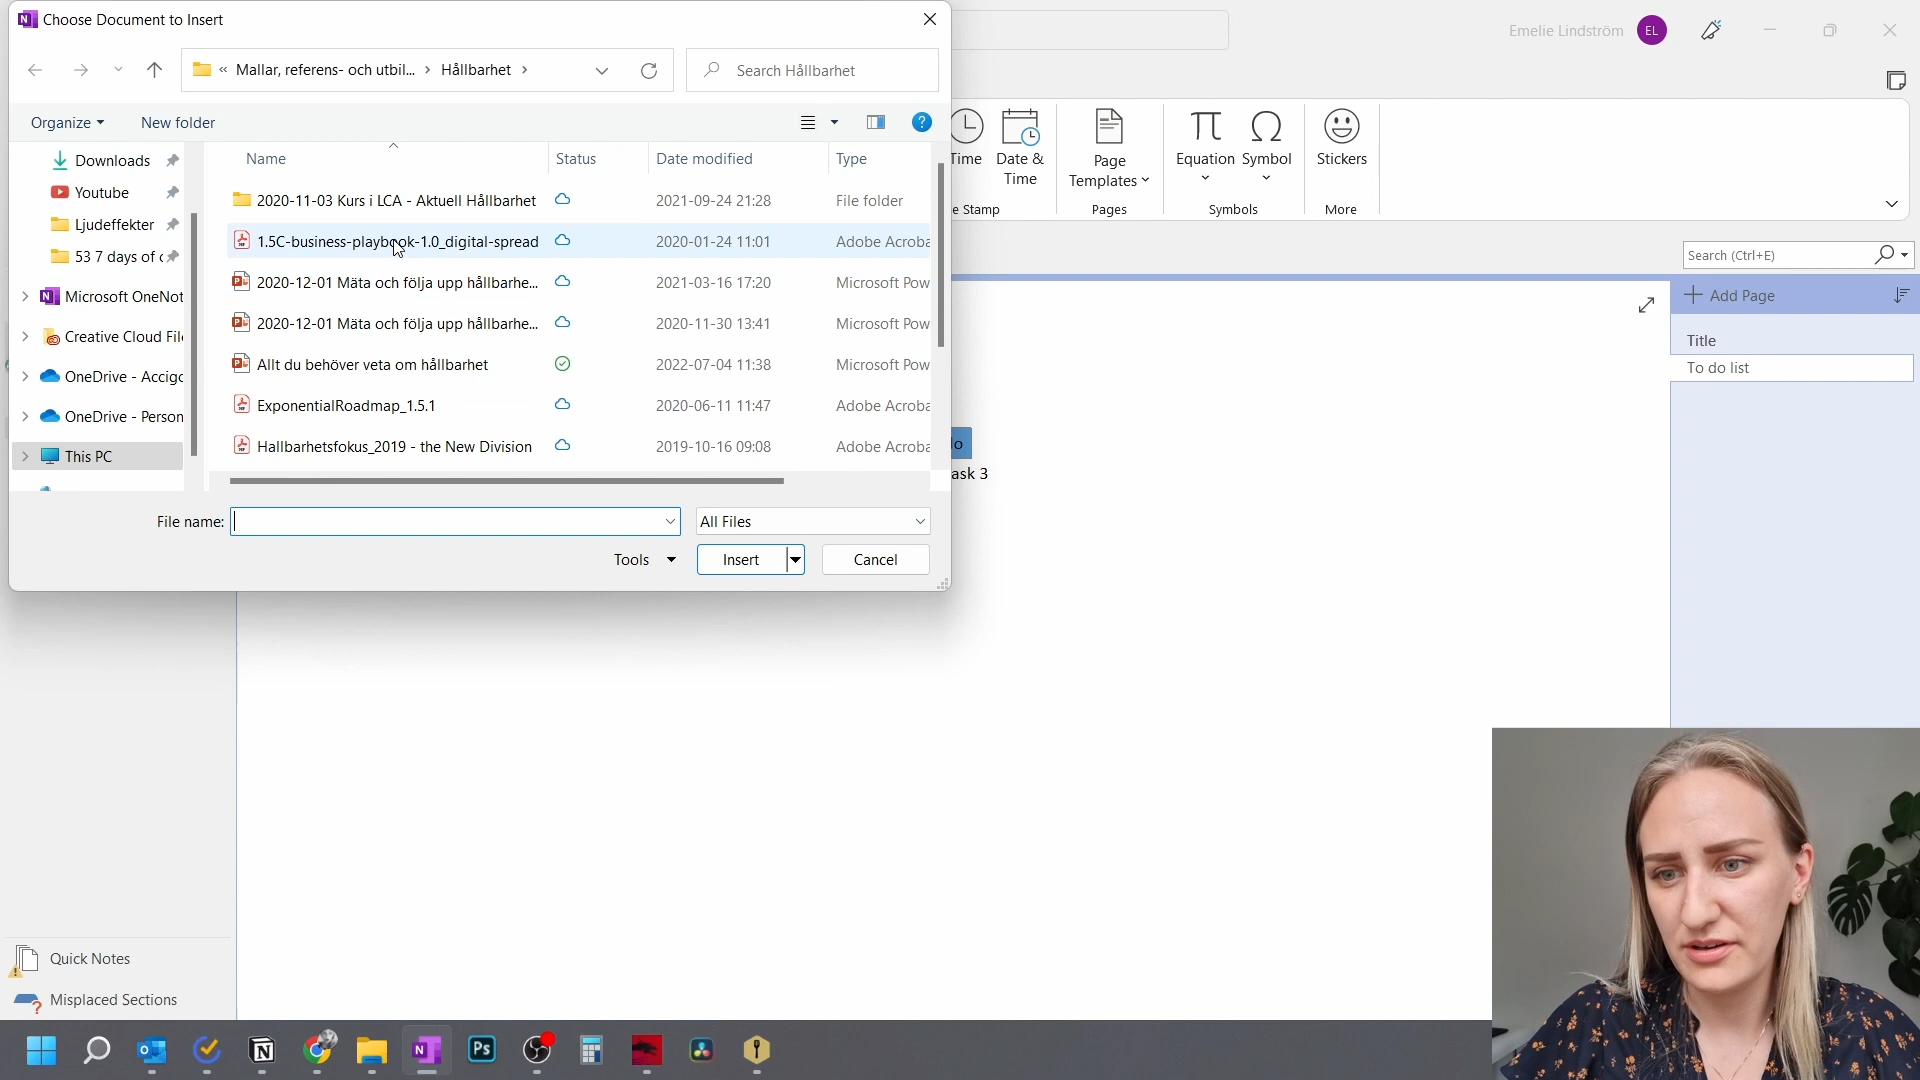 Choose Document to Insert
« Mallar, referens- och utbil... › Hållbarhet ›
Search Hållbarhet
Organize
New folder
Downloads
Youtube
Ljudeffekter
53 7 days of
Microsoft OneNot
Creative Cloud File
OneDrive - Accigo
OneDrive - Person
This PC
Name Status Date modified Type
2020-11-03 Kurs i LCA - Aktuell Hållbarhet 2021-09-24 21:28 File folder
1.5C-business-playbook-1.0_digital-spread 2020-01-24 11:01 Adobe Acroba
2020-12-01 Mäta och följa upp hållbarhe... 2021-03-16 17:20 Microsoft Pow
2020-12-01 Mäta och följa upp hållbarhe... 2020-11-30 13:41 Microsoft Pow
Allt du behöver veta om hållbarhet 2022-07-04 11:38 Microsoft Pow
ExponentialRoadmap_1.5.1 2020-06-11 11:47 Adobe Acroba
Hallbarhetsfokus_2019 - the New Division 2019-10-16 09:08 Adobe Acroba
File name:
All Files
Tools
Insert
Cancel
Emelie Lindström
EL
Time
Date &
Time
Page
Templates
Equation
Symbol
Stickers
e Stamp
Pages
Symbols
More
Search (Ctrl+E)
Add Page
Title
To do list
lo
ask 3
Quick Notes
Misplaced Sections
N
N
Ps